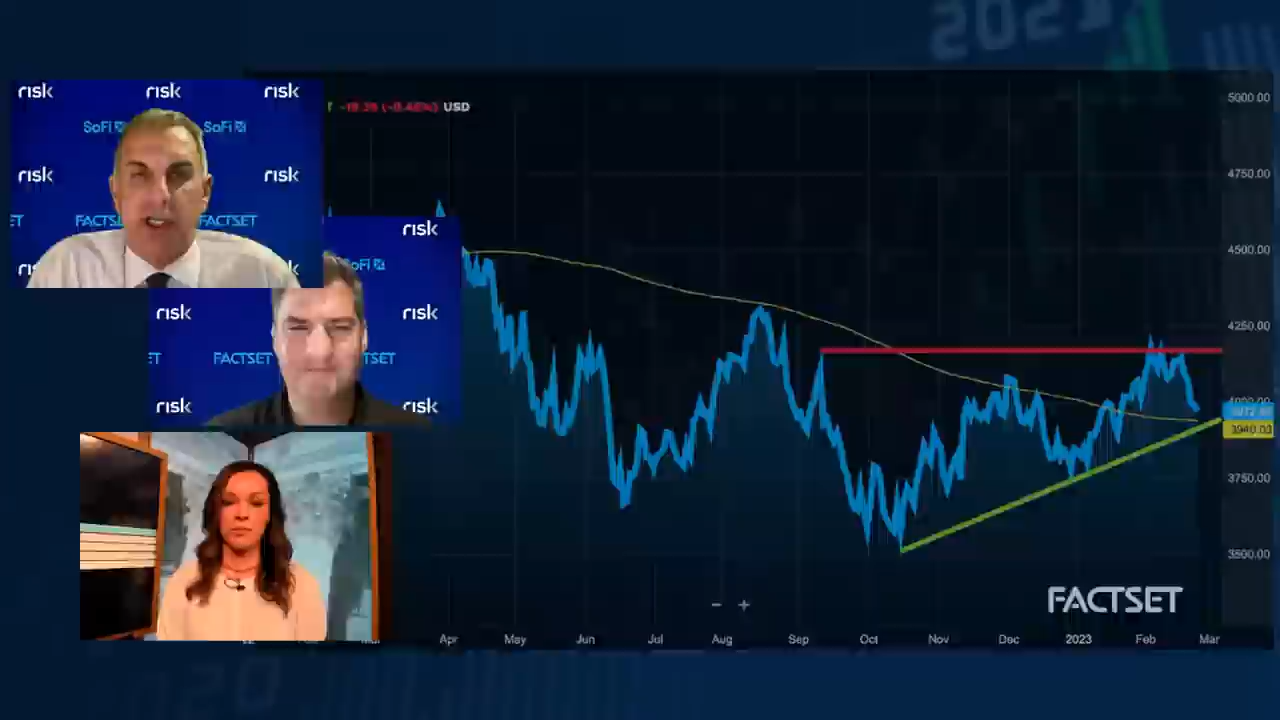 risk risk risk
SoFi SoFi
risk risk
FACTSET
risk
SoFi
risk risk
FACTSET
risk risk
USD
5000.00
4750.00
4500.00
4250.00
4000.00
3940.03
3750.00
3500.00
− +
FACTSET
Apr May Jun Jul Aug Sep Oct Nov Dec 2023 Feb Mar